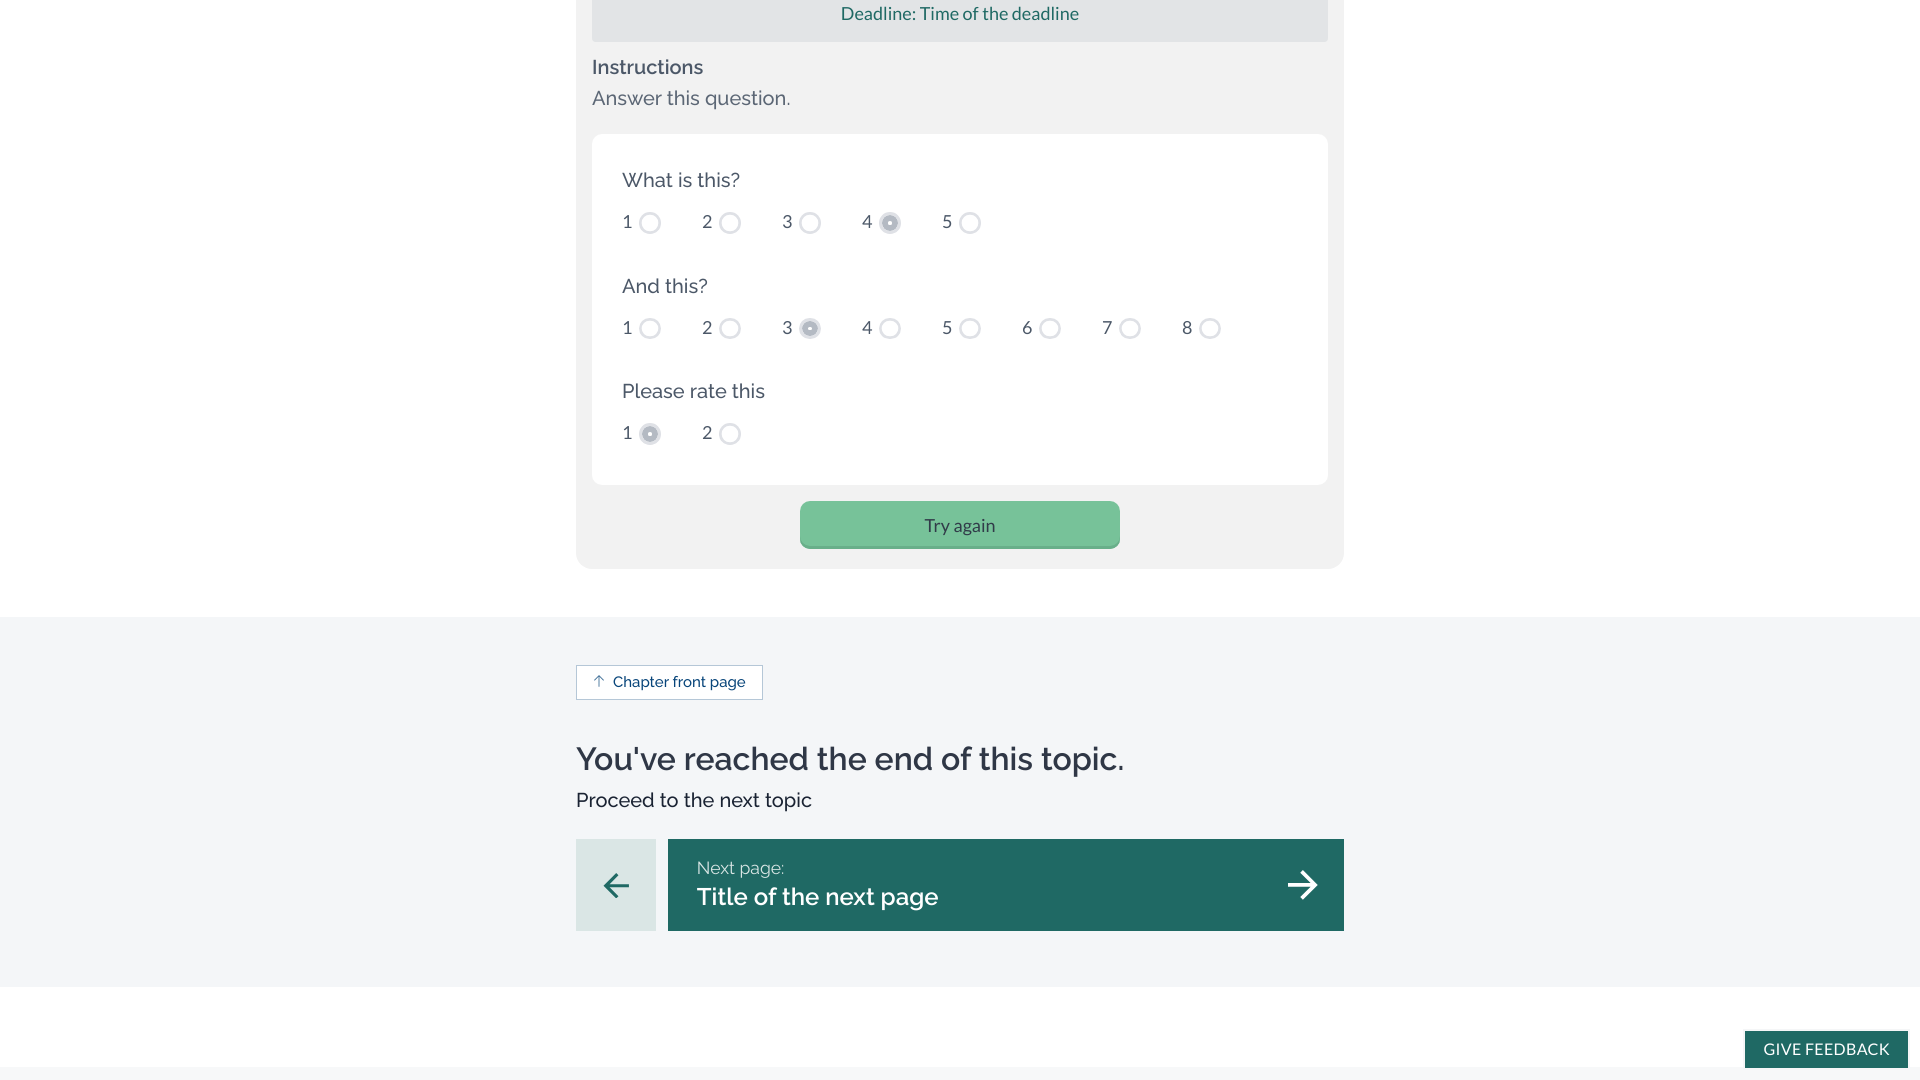 Deadline: Time of the deadline
Instructions
Answer this question.
What is this?
1 2 3 4 5
And this?
1 2 3 4 5 6 7 8
Please rate this
1 2
Try again
Chapter front page
You've reached the end of this topic.
Proceed to the next topic
Next page:
Title of the next page
GIVE FEEDBACK